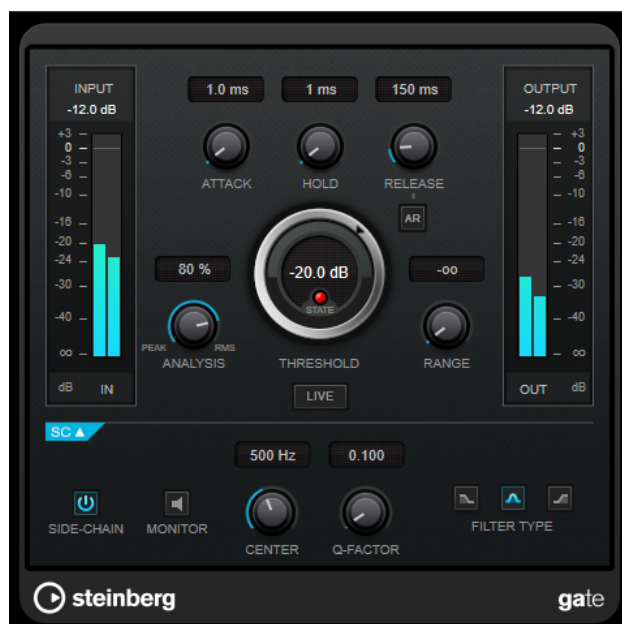 INPUT
-12.0 dB
+3
0
-3
-6
-10
-16
-20
-24
-30
-40
∞
dB IN
1.0 ms
ATTACK
1 ms
HOLD
150 ms
RELEASE
AR
80 %
PEAK RMS
ANALYSIS
-20.0 dB
STATE
THRESHOLD
LIVE
-∞
RANGE
OUTPUT
-12.0 dB
+3
0
-3
-6
-10
-16
-20
-24
-30
-40
∞
OUT dB
SC
500 Hz
0.100
SIDE-CHAIN
MONITOR
CENTER
Q-FACTOR
FILTER TYPE
steinberg
gate